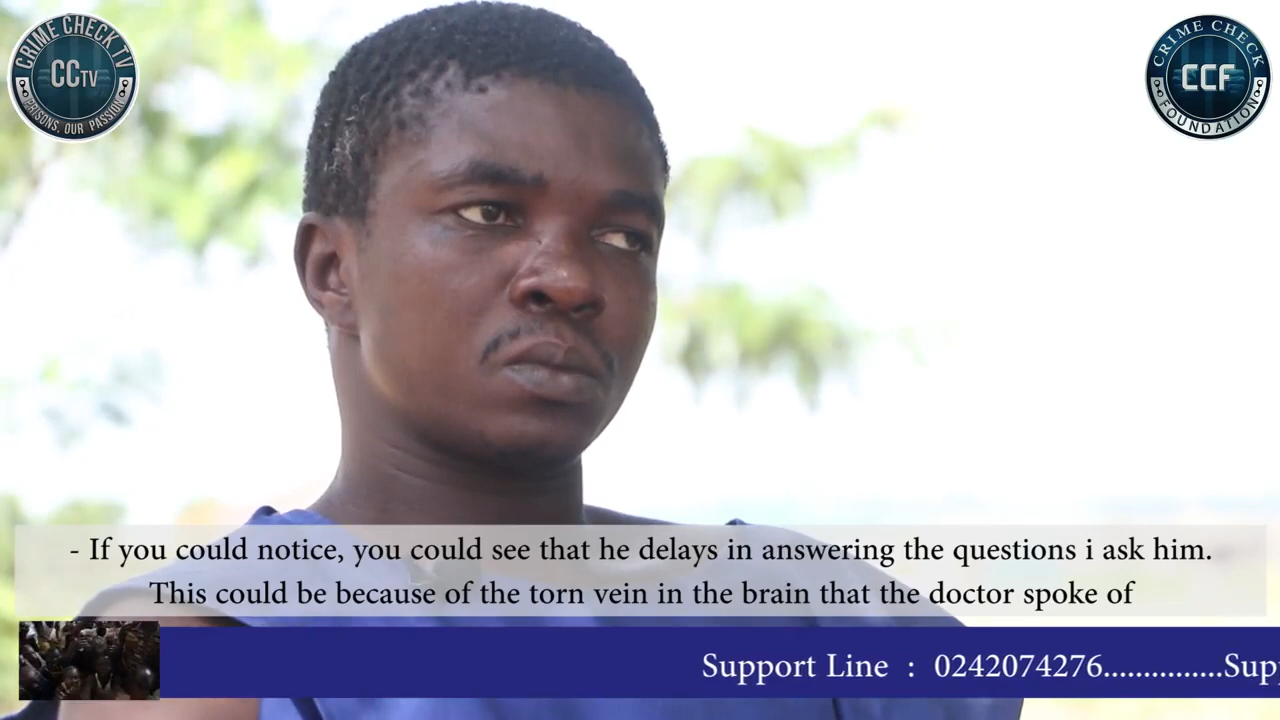 CRIME CHECK TV
CCTV
PRISONS, OUR PASSION
CRIME CHECK
CCF
FOUNDATION
- If you could notice, you could see that he delays in answering the questions i ask him.
This could be because of the torn vein in the brain that the doctor spoke of
Support Line : 0242074276...............Sup